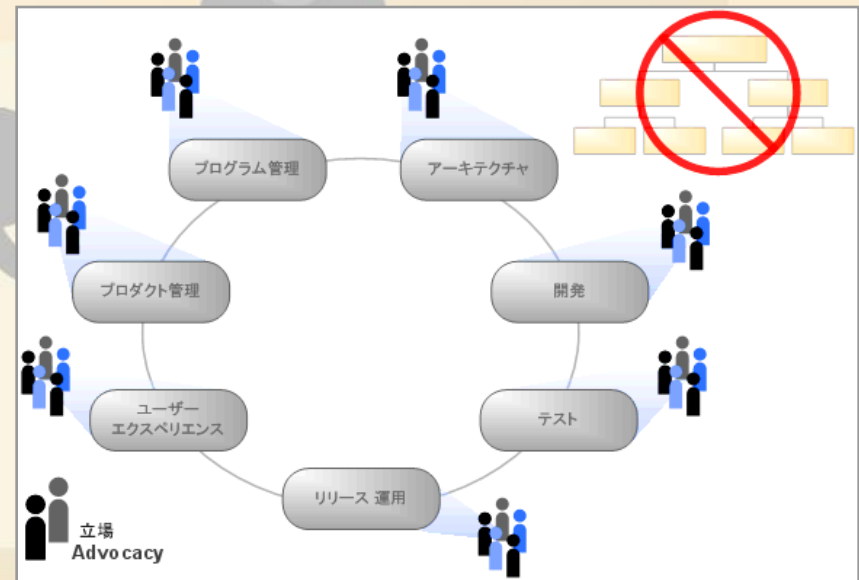 プログラム管理
アーキテクチャ
プロダクト管理
開発
ユーザー
エクスペリエンス
テスト
リリース 運用
立場
Advocacy